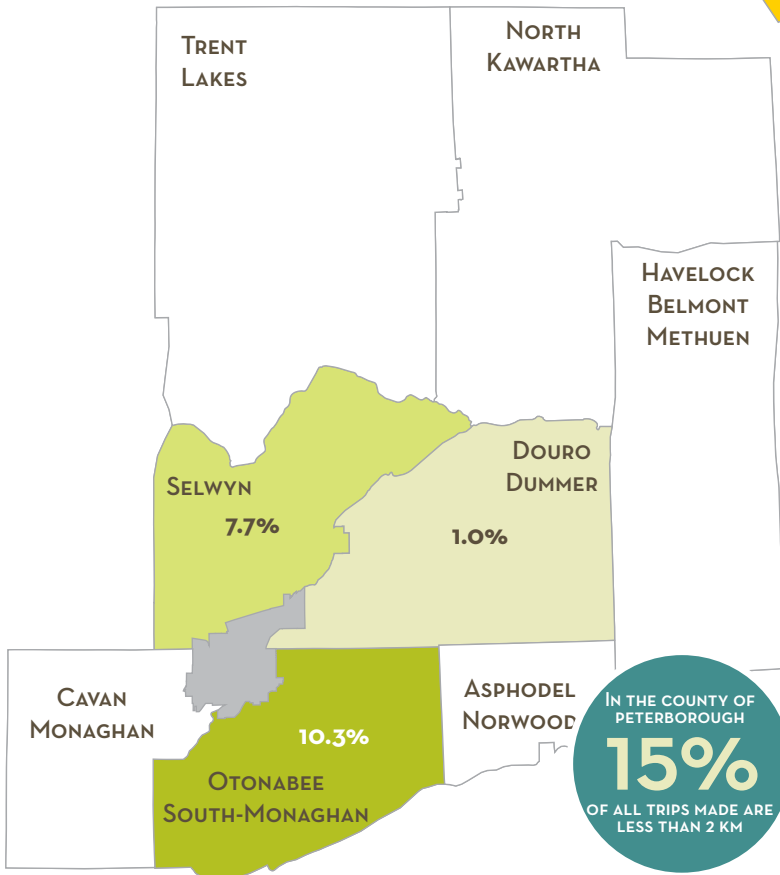 TRENT
LAKES
NORTH
KAWARTHA
HAVELOCK
BELMONT
METHUEN
SELWYN
7.7%
DOURO
DUMMER
1.0%
CAVAN
MONAGHAN
10.3%
OTONABEE
SOUTH-MONAGHAN
ASPHODEL
NORWOOD
IN THE COUNTY OF
PETERBOROUGH
15%
OF ALL TRIPS MADE ARE
LESS THAN 2 KM